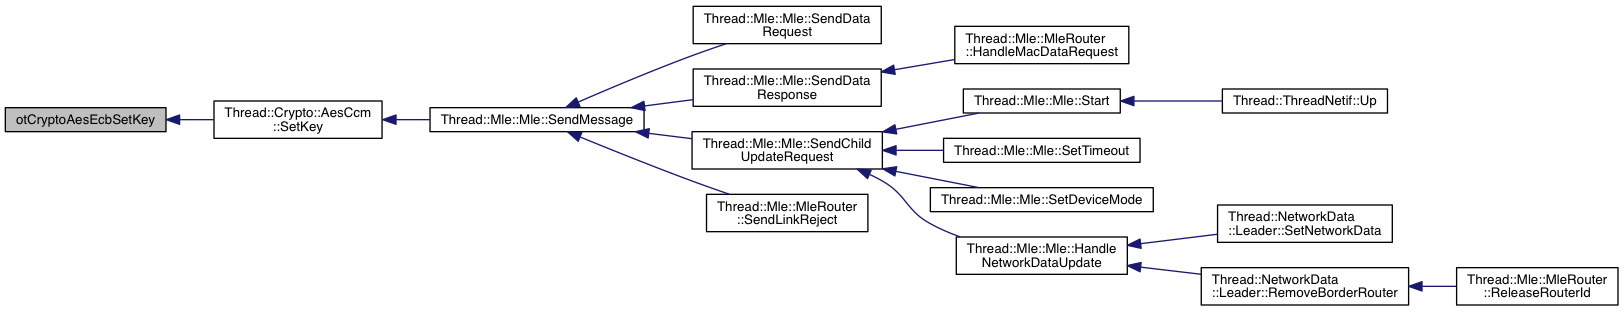 otCryptoAesEcbSetKey
Thread::Crypto::AesCcm
::SetKey
Thread::Mle::Mle::SendMessage
Thread::Mle::Mle::SendData
Request
Thread::Mle::Mle::SendData
Response
Thread::Mle::MleRouter
::HandleMacDataRequest
Thread::Mle::Mle::SendChild
UpdateRequest
Thread::Mle::Mle::Start
Thread::ThreadNetif::Up
Thread::Mle::Mle::SetTimeout
Thread::Mle::Mle::SetDeviceMode
Thread::Mle::Mle::Handle
NetworkDataUpdate
Thread::NetworkData
::Leader::SetNetworkData
Thread::NetworkData
::Leader::RemoveBorderRouter
Thread::Mle::MleRouter
::ReleaseRouterId
Thread::Mle::MleRouter
::SendLinkReject